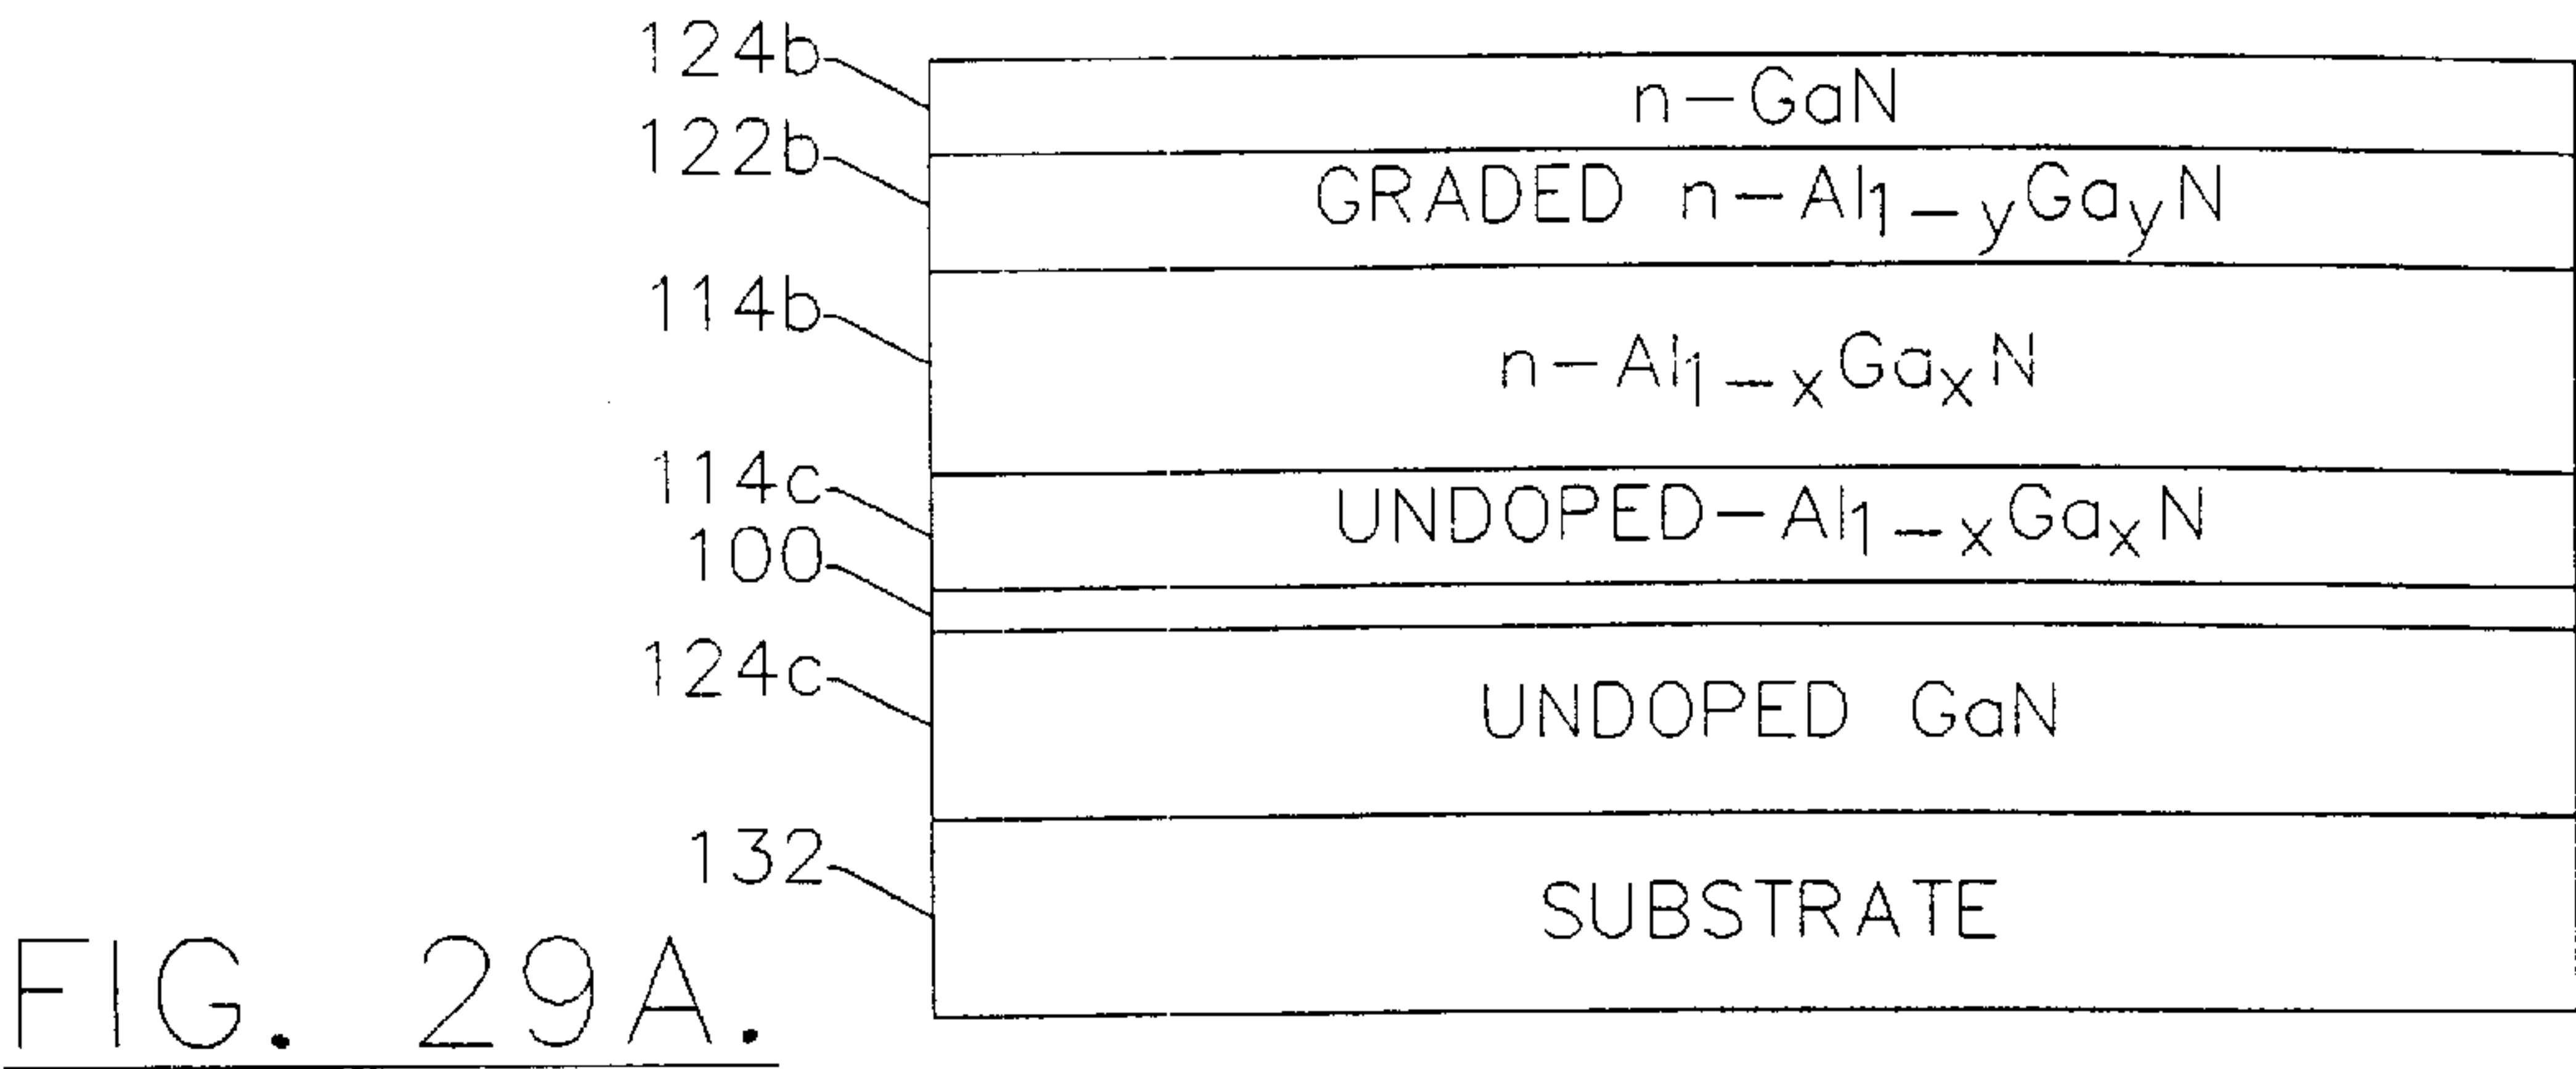 124b n-GaN
122b GRADED n-Al1-yGayN
114b n-Al1-xGaxN
114c UNDOPED-Al1-xGaxN
100
124c UNDOPED GaN
132 SUBSTRATE
FIG. 29A.